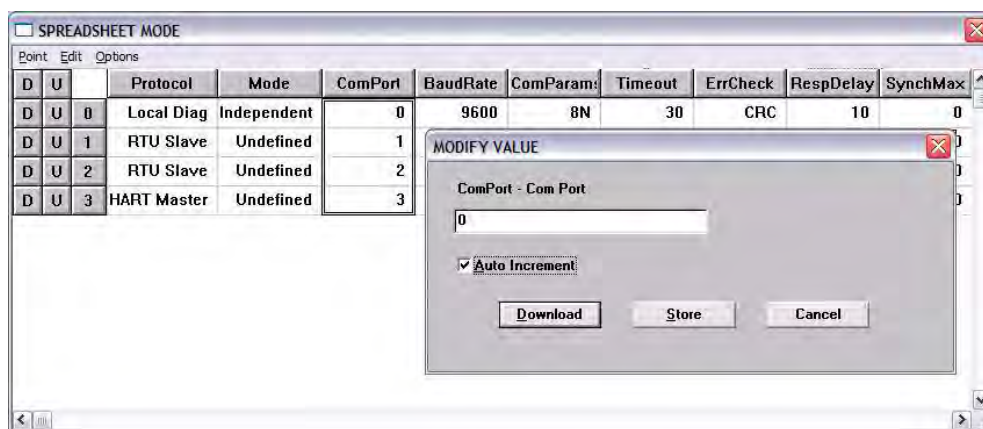 SPREADSHEET MODE
Point Edit Options
D U Protocol Mode ComPort BaudRate ComParams Timeout ErrCheck RespDelay SynchMax
D U 0 Local Diag Independent 0 9600 8N 30 CRC 10 0
D U 1 RTU Slave Undefined 1
D U 2 RTU Slave Undefined 2
D U 3 HART Master Undefined 3
MODIFY VALUE
ComPort - Com Port
0
Auto Increment
Download Store Cancel